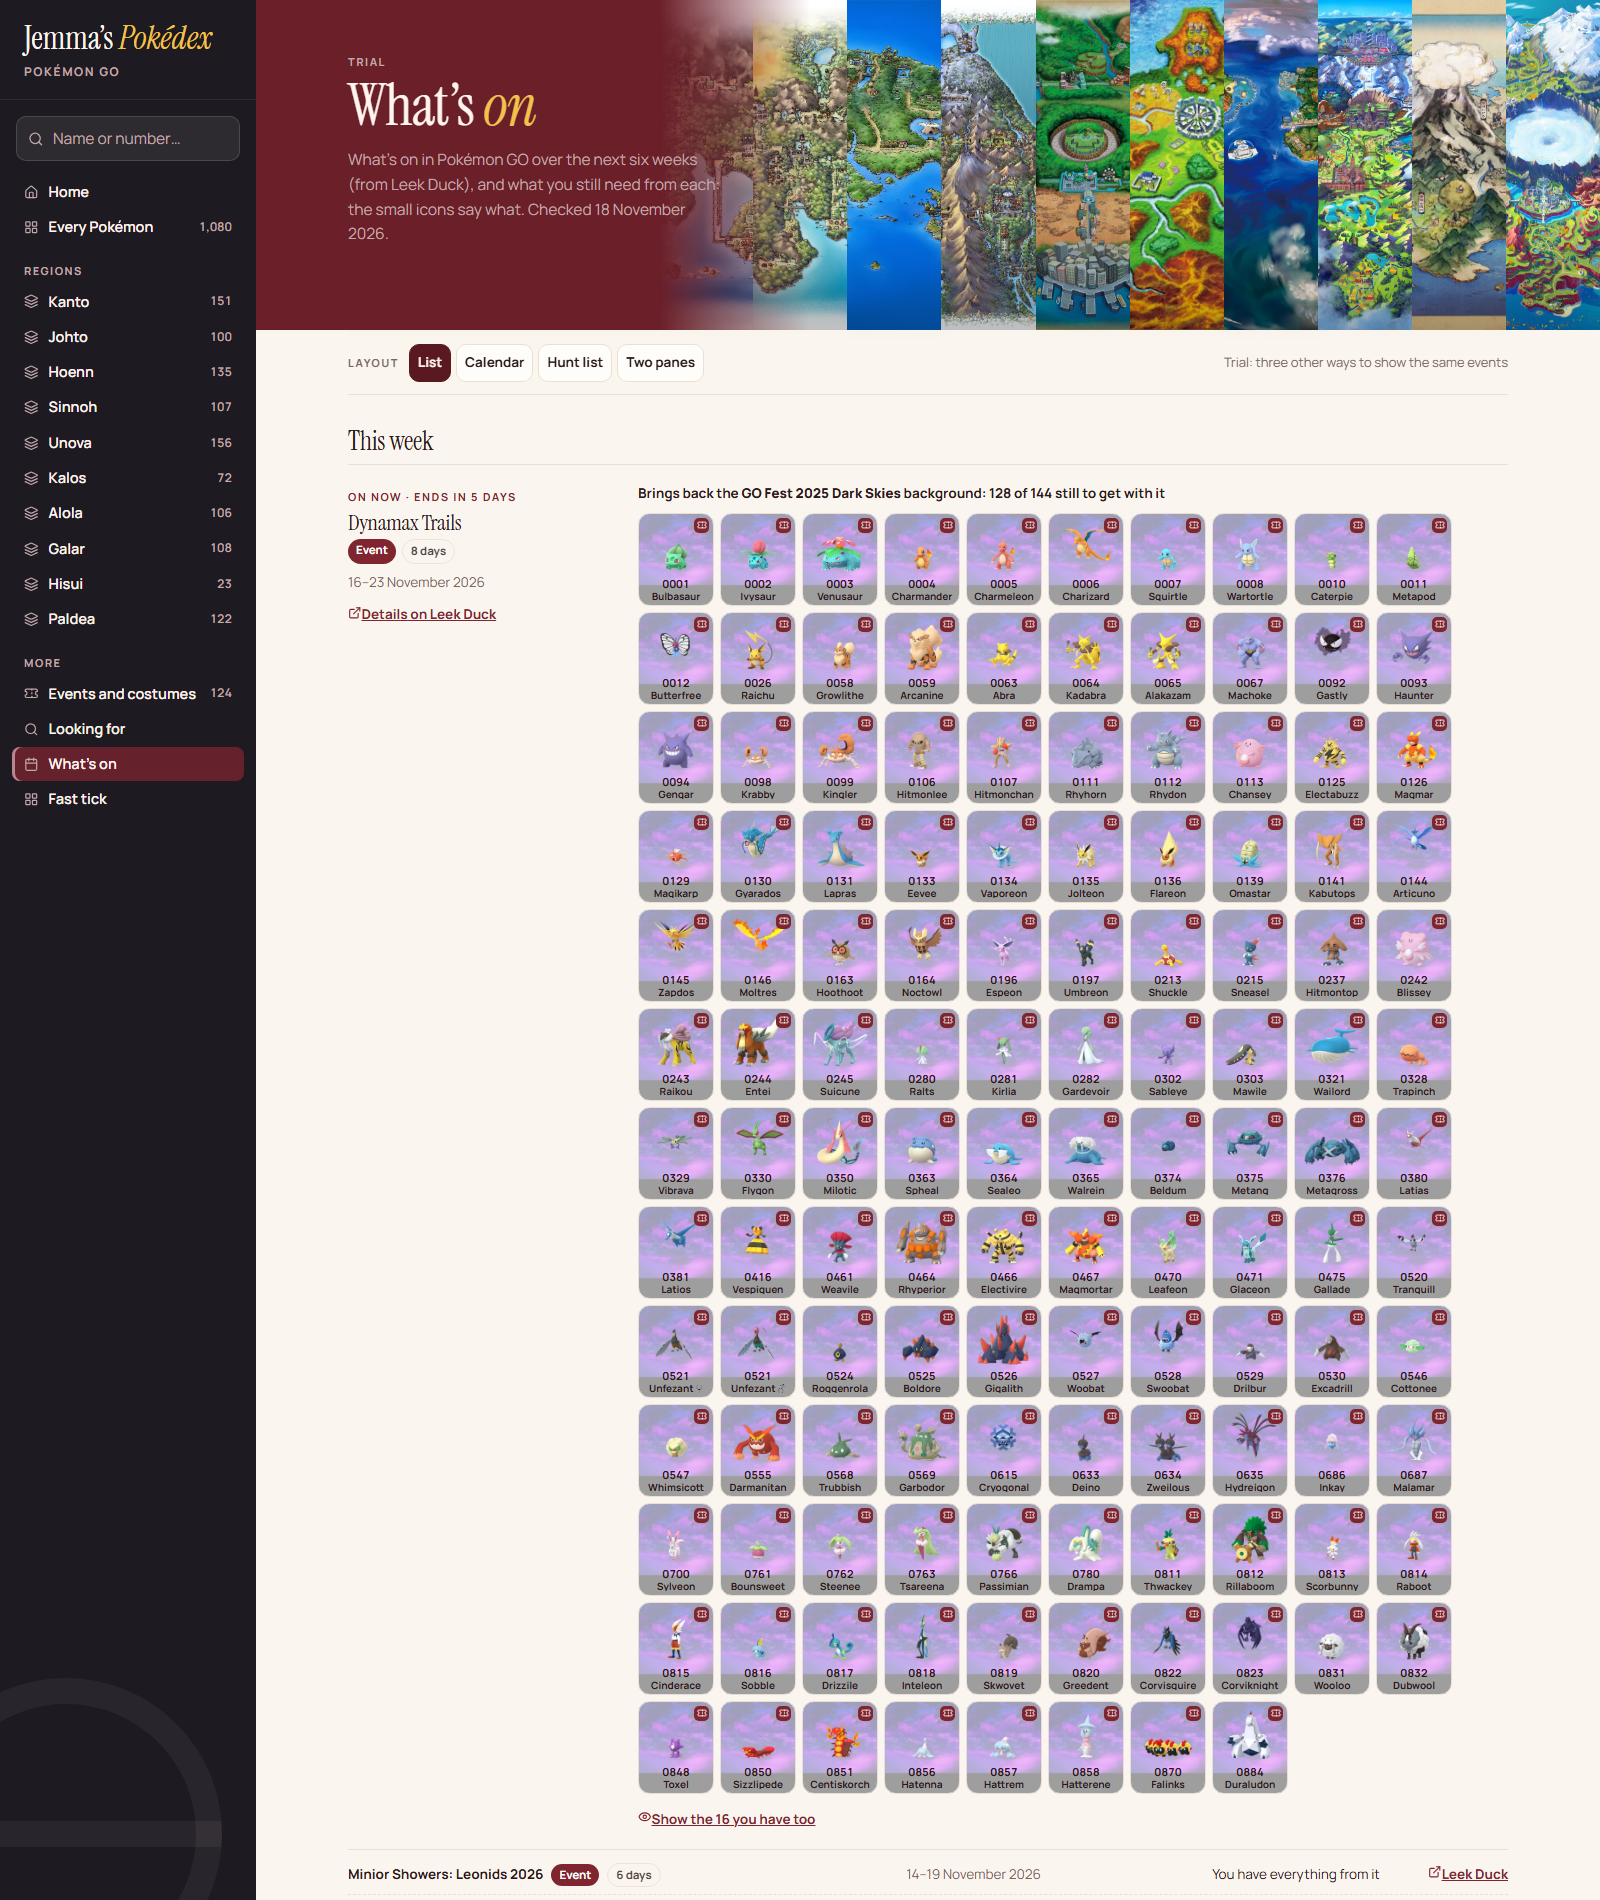 Jemma's Pokédex
POKÉMON GO
Name or number...
Home
Every Pokémon 1,080
REGIONS
Kanto 151
Johto 100
Hoenn 135
Sinnoh 107
Unova 156
Kalos 72
Alola 106
Galar 108
Hisui 23
Paldea 122
MORE
Events and costumes 124
Looking for
What's on
Fast tick
TRIAL
What's on
What's on in Pokémon GO over the next six weeks
(from Leek Duck), and what you still need from each:
the small icons say what. Checked 18 November
2026.
LAYOUT List Calendar Hunt list Two panes Trial: three other ways to show the same events
This week
ON NOW · ENDS IN 5 DAYS
Dynamax Trails
Event 8 days
16–23 November 2026
Details on Leek Duck
Brings back the GO Fest 2025 Dark Skies background: 128 of 144 still to get with it
0001 0002 0003 0004 0005 0006 0007 0008 0010 0011
Bulbasaur Ivysaur Venusaur Charmander Charmeleon Charizard Squirtle Wartortle Caterpie Metapod
0012 0026 0058 0059 0063 0064 0065 0067 0092 0093
Butterfree Raichu Growlithe Arcanine Abra Kadabra Alakazam Machoke Gastly Haunter
0094 0098 0099 0106 0107 0111 0112 0113 0125 0126
Gengar Krabby Kingler Hitmonlee Hitmonchan Rhyhorn Rhydon Chansey Electabuzz Magmar
0129 0130 0131 0133 0134 0135 0136 0139 0141 0144
Magikarp Gyarados Lapras Eevee Vaporeon Jolteon Flareon Omastar Kabutops Articuno
0145 0146 0163 0164 0196 0197 0213 0215 0237 0242
Zapdos Moltres Hoothoot Noctowl Espeon Umbreon Shuckle Sneasel Hitmontop Blissey
0243 0244 0245 0280 0281 0282 0302 0303 0321 0328
Raikou Entei Suicune Ralts Kirlia Gardevoir Sableye Mawile Wailord Trapinch
0329 0330 0350 0363 0364 0365 0374 0375 0376 0380
Vibrava Flygon Milotic Spheal Sealeo Walrein Beldum Metang Metagross Latias
0381 0416 0461 0464 0466 0467 0470 0471 0475 0520
Latios Vespiquen Weavile Rhyperior Electivire Magmortar Leafeon Glaceon Gallade Tranquill
0521 0521 0524 0525 0526 0527 0528 0529 0530 0546
Unfezant ♀ Unfezant ♂ Roggenrola Boldore Gigalith Woobat Swoobat Drilbur Excadrill Cottonee
0547 0555 0568 0569 0615 0633 0634 0635 0686 0687
Whimsicott Darmanitan Trubbish Garbodor Cryogonal Deino Zweilous Hydreigon Inkay Malamar
0700 0761 0762 0763 0766 0780 0811 0812 0813 0814
Sylveon Bounsweet Steenee Tsareena Passimian Drampa Thwackey Rillaboom Scorbunny Raboot
0815 0816 0817 0818 0819 0820 0822 0823 0831 0832
Cinderace Sobble Drizzile Inteleon Skwovet Greedent Corvisquire Corviknight Wooloo Dubwool
0848 0850 0851 0856 0857 0858 0870 0884
Toxel Sizzlipede Centiskorch Hatenna Hattrem Hatterene Falinks Duraludon
Show the 16 you have too
Minior Showers: Leonids 2026 Event 6 days 14–19 November 2026 You have everything from it Leek Duck